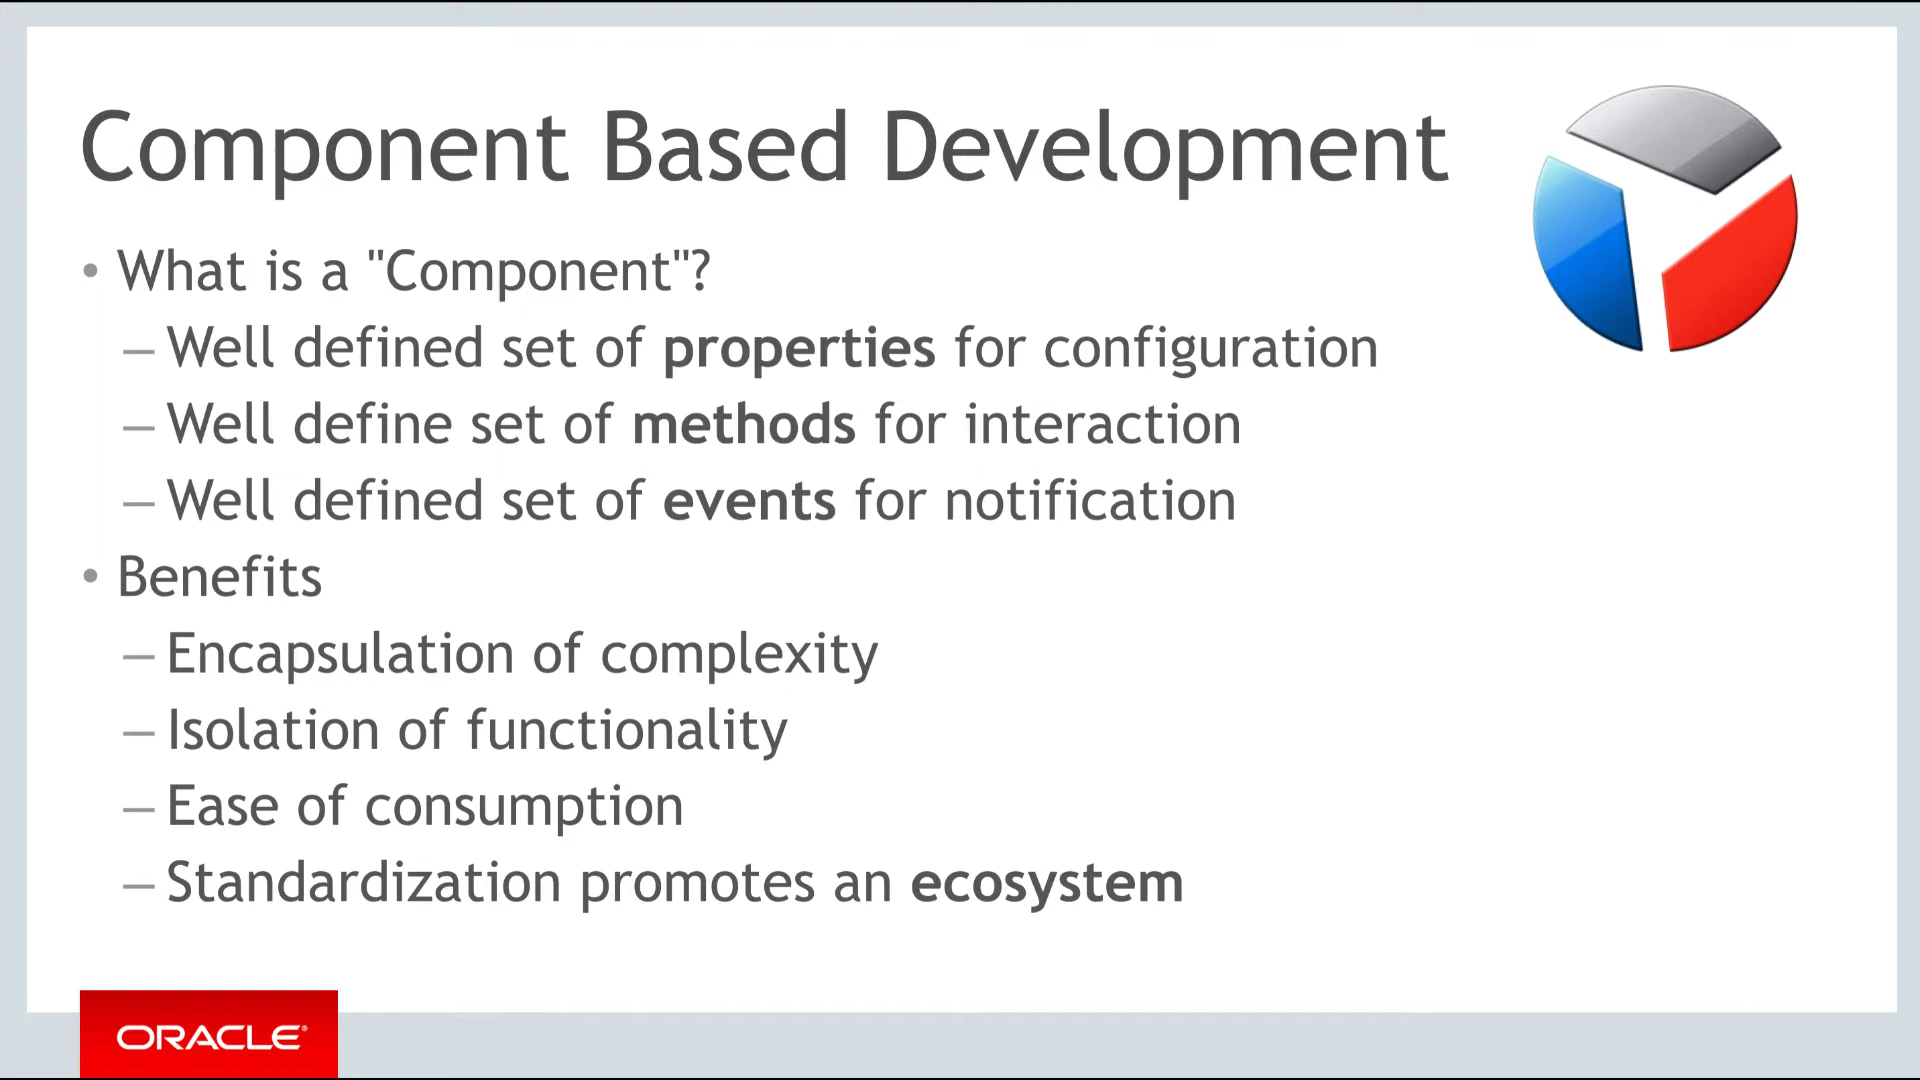 Component Based Development
• What is a "Component"?
– Well defined set of properties for configuration
– Well define set of methods for interaction
– Well defined set of events for notification
• Benefits
– Encapsulation of complexity
– Isolation of functionality
– Ease of consumption
– Standardization promotes an ecosystem
ORACLE®